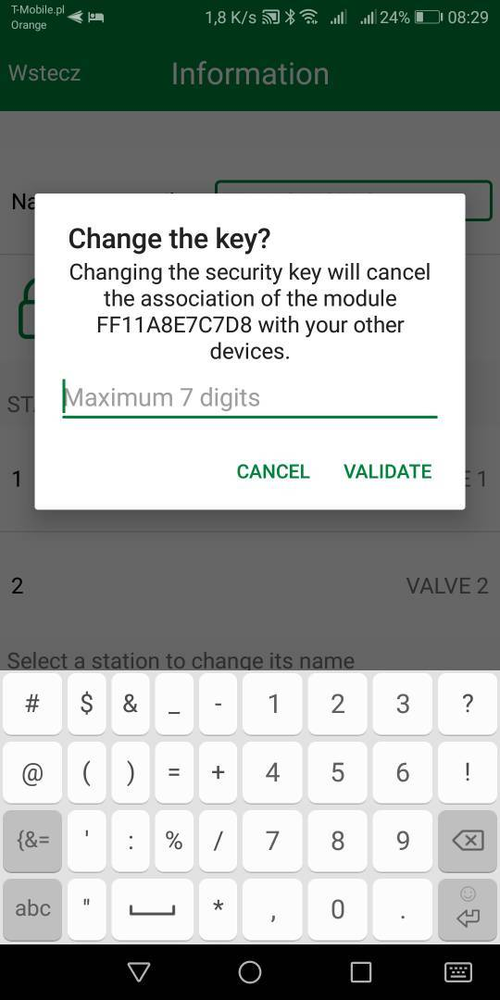 T-Mobile.pl
Orange
1,8 K/s
24%
08:29
Wstecz
Information
Na
Change the key?
Changing the security key will cancel
the association of the module
FF11A8E7C7D8 with your other
devices.
Maximum 7 digits
CANCEL
VALIDATE
ST
1
E 1
2
VALVE 2
Select a station to change its name
# $ & _ - 1 2 3 ?
@ ( ) = + 4 5 6 !
{&= ' : % / 7 8 9
abc " * , 0 .